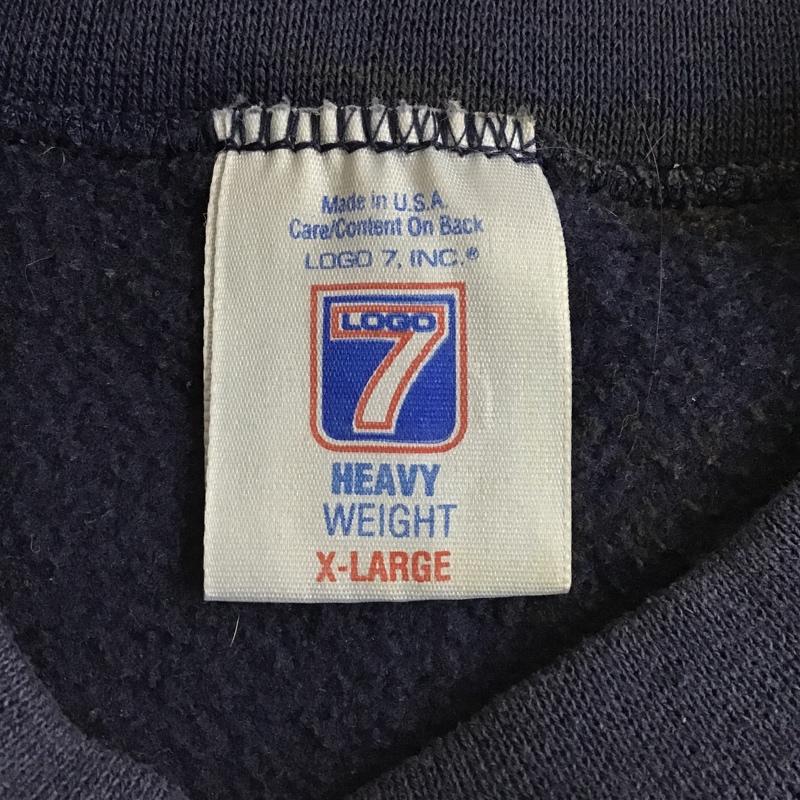 Made in U.S.A.
Care/Content On Back
LOGO 7, INC.®
LOGO
7
HEAVY
WEIGHT
X-LARGE